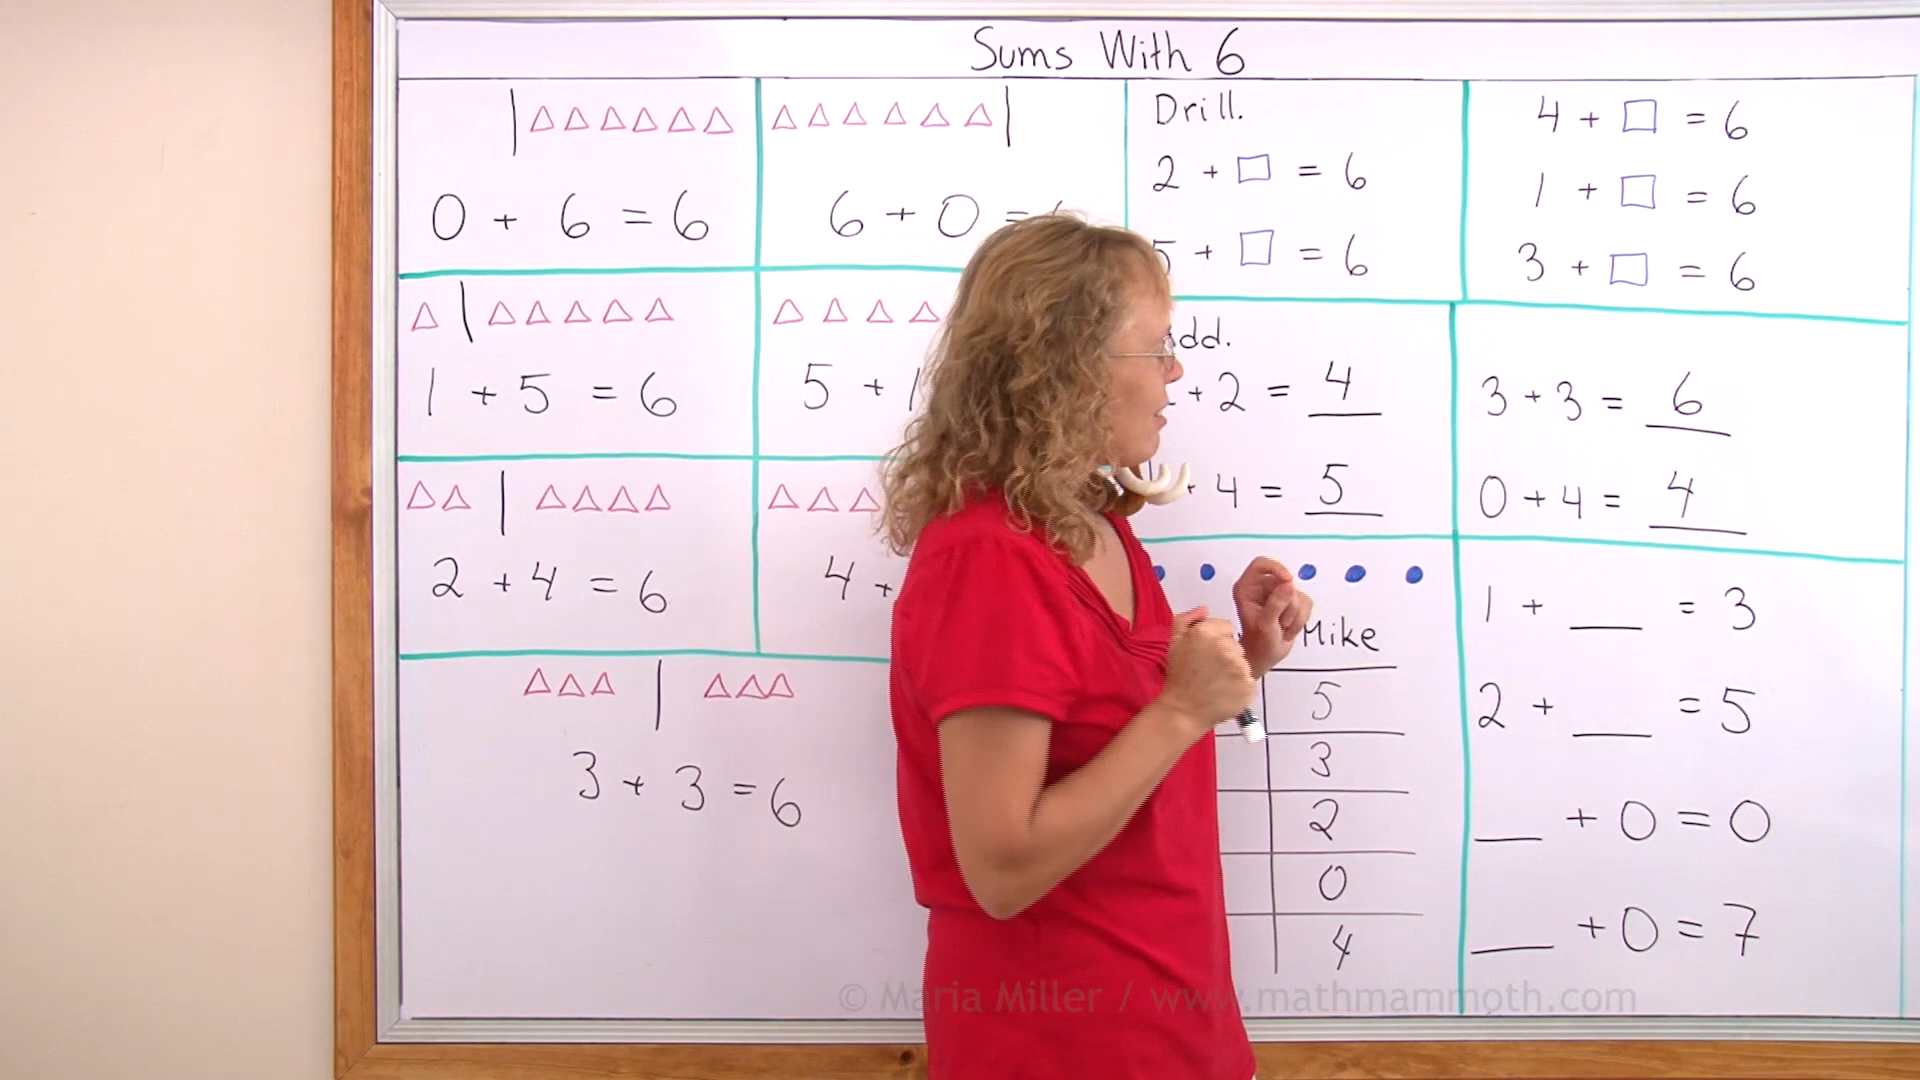 Sums With 6
0 + 6 = 6
6 + 0 =
1 + 5 = 6
5 + 1
2 + 4 = 6
4 +
3 + 3 = 6
Drill.
2 + □ = 6
5 + □ = 6
4 + □ = 6
1 + □ = 6
3 + □ = 6
+ 2 = 4
+ 4 = 5
3 + 3 = 6
0 + 4 = 4
Mike
5
3
2
0
4
1 + ___ = 3
2 + ___ = 5
___ + 0 = 0
___ + 0 = 7
© Maria Miller / www.mathmammoth.com